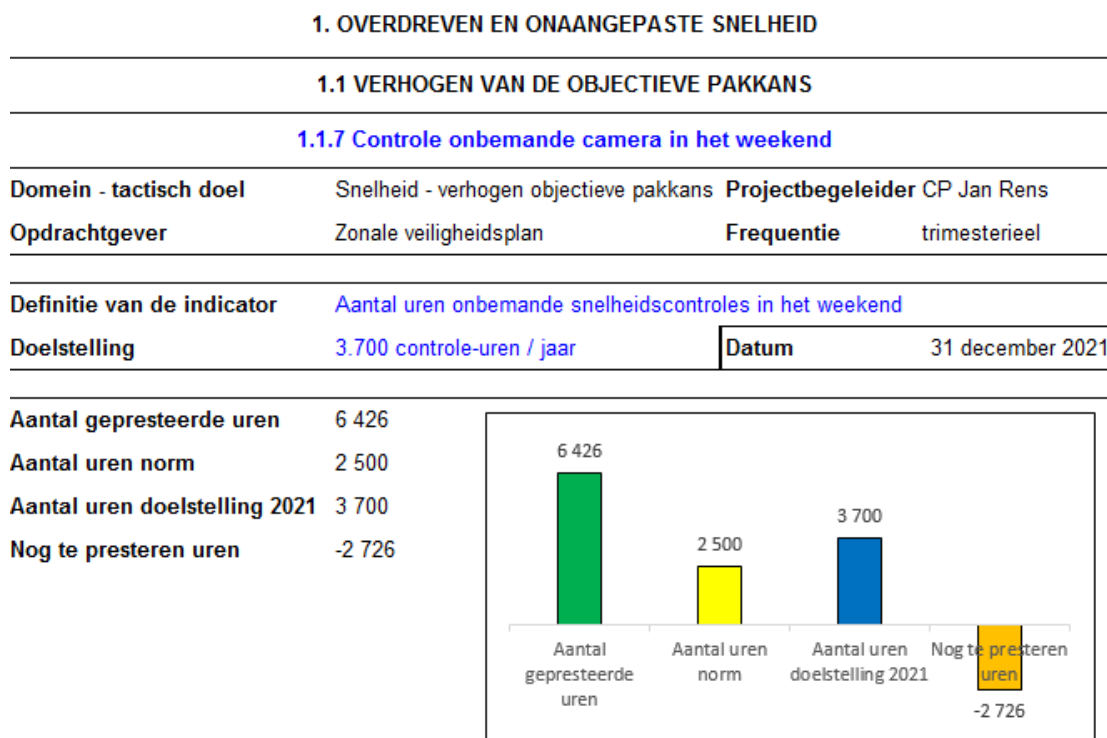 1. OVERDREVEN EN ONAANGEPASTE SNELHEID
1.1 VERHOGEN VAN DE OBJECTIEVE PAKKANS
1.1.7 Controle onbemande camera in het weekend
Domein - tactisch doel Snelheid - verhogen objectieve pakkans Projectbegeleider CP Jan Rens
Opdrachtgever Zonale veiligheidsplan Frequentie trimesterieel
Definitie van de indicator Aantal uren onbemande snelheidscontroles in het weekend
Doelstelling 3.700 controle-uren / jaar Datum 31 december 2021
Aantal gepresteerde uren 6 426
Aantal uren norm 2 500
Aantal uren doelstelling 2021 3 700
Nog te presteren uren -2 726
6 426
2 500
3 700
-2 726
Aantal
gepresteerde
uren
Aantal uren
norm
Aantal uren
doelstelling 2021
Nog te presteren
uren